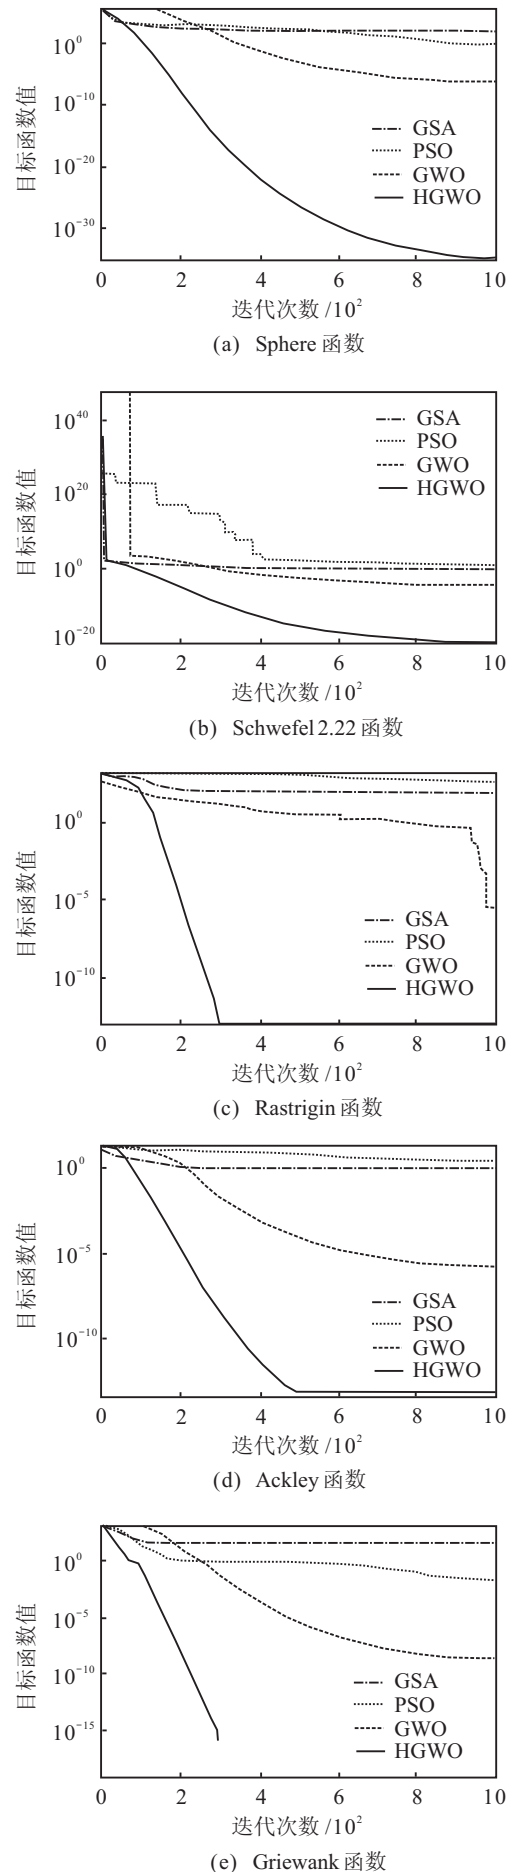 10^0
10^-10
10^-20
10^-30
目标函数值
GSA
PSO
GWO
HGWO
0 2 4 6 8 10
迭代次数 /10^2
(a) Sphere 函数
10^40
10^20
10^0
10^-20
目标函数值
GSA
PSO
GWO
HGWO
0 2 4 6 8 10
迭代次数 /10^2
(b) Schwefel 2.22 函数
10^0
10^-5
10^-10
目标函数值
GSA
PSO
GWO
HGWO
0 2 4 6 8 10
迭代次数 /10^2
(c) Rastrigin 函数
10^0
10^-5
10^-10
目标函数值
GSA
PSO
GWO
HGWO
0 2 4 6 8 10
迭代次数 /10^2
(d) Ackley 函数
10^0
10^-5
10^-10
10^-15
目标函数值
GSA
PSO
GWO
HGWO
0 2 4 6 8 10
迭代次数 /10^2
(e) Griewank 函数